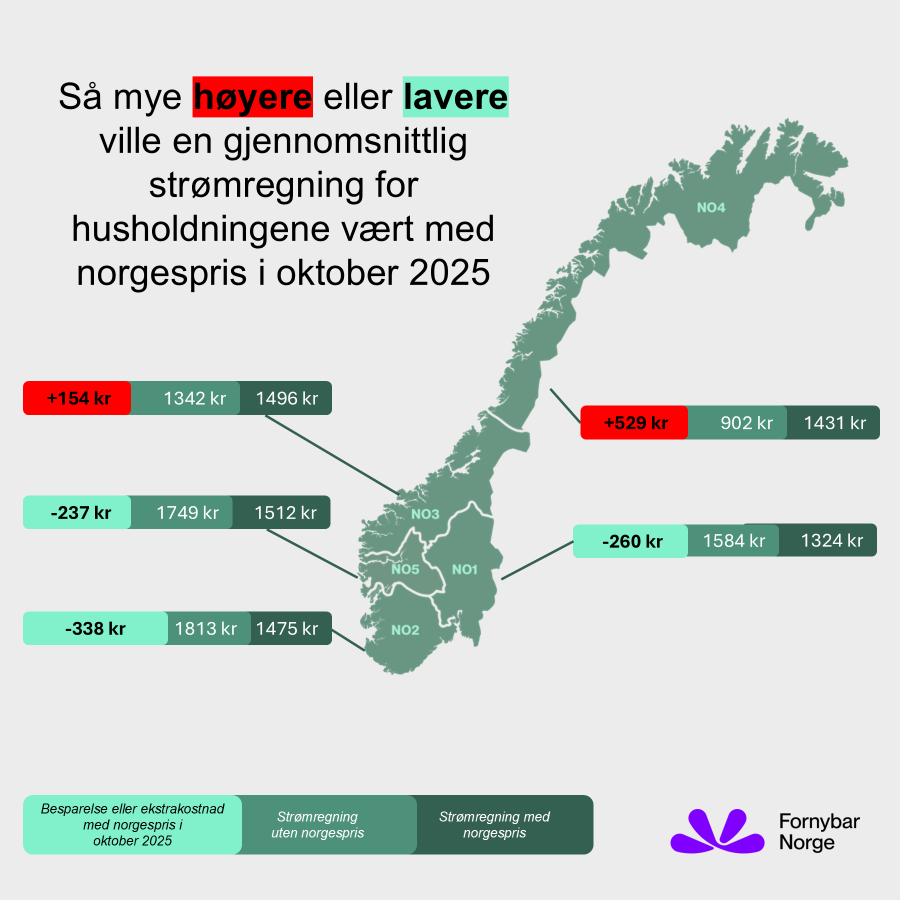 Så mye høyere eller lavere
ville en gjennomsnittlig
strømregning for
husholdningene vært med
norgespris i oktober 2025
NO4
+154 kr 1342 kr 1496 kr
+529 kr 902 kr 1431 kr
-237 kr 1749 kr 1512 kr
NO3
-260 kr 1584 kr 1324 kr
NO5 NO1
-338 kr 1813 kr 1475 kr
NO2
Besparelse eller ekstrakostnad
med norgespris i
oktober 2025
Strømregning
uten norgespris
Strømregning med
norgespris
Fornybar
Norge